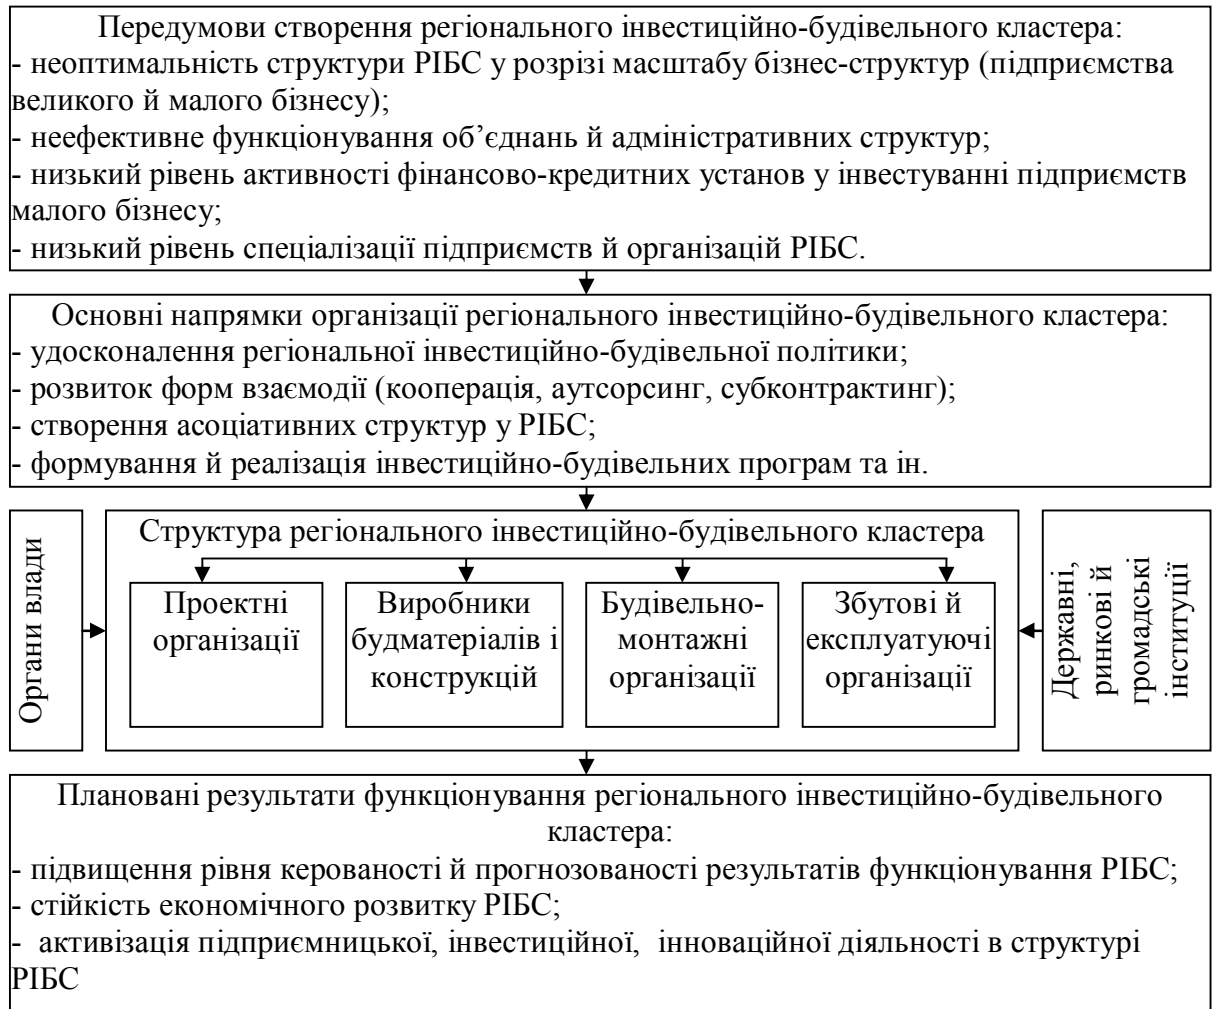 Передумови створення регіонального інвестиційно-будівельного кластера:
- неоптимальність структури РІБС у розрізі масштабу бізнес-структур (підприємства
великого й малого бізнесу);
- неефективне функціонування об’єднань й адміністративних структур;
- низький рівень активності фінансово-кредитних установ у інвестуванні підприємств
малого бізнесу;
- низький рівень спеціалізації підприємств й організацій РІБС.
Основні напрямки організації регіонального інвестиційно-будівельного кластера:
- удосконалення регіональної інвестиційно-будівельної політики;
- розвиток форм взаємодії (кооперація, аутсорсинг, субконтрактинг);
- створення асоціативних структур у РІБС;
- формування й реалізація інвестиційно-будівельних програм та ін.
Органи влади
Структура регіонального інвестиційно-будівельного кластера
Проектні
організації
Виробники
будматеріалів і
конструкцій
Будівельно-
монтажні
організації
Збутові й
експлуатуючі
організації
Державні,
ринкові й
громадські
інституції
Плановані результати функціонування регіонального інвестиційно-будівельного
кластера:
- підвищення рівня керованості й прогнозованості результатів функціонування РІБС;
- стійкість економічного розвитку РІБС;
- активізація підприємницької, інвестиційної, інноваційної діяльності в структурі
РІБС